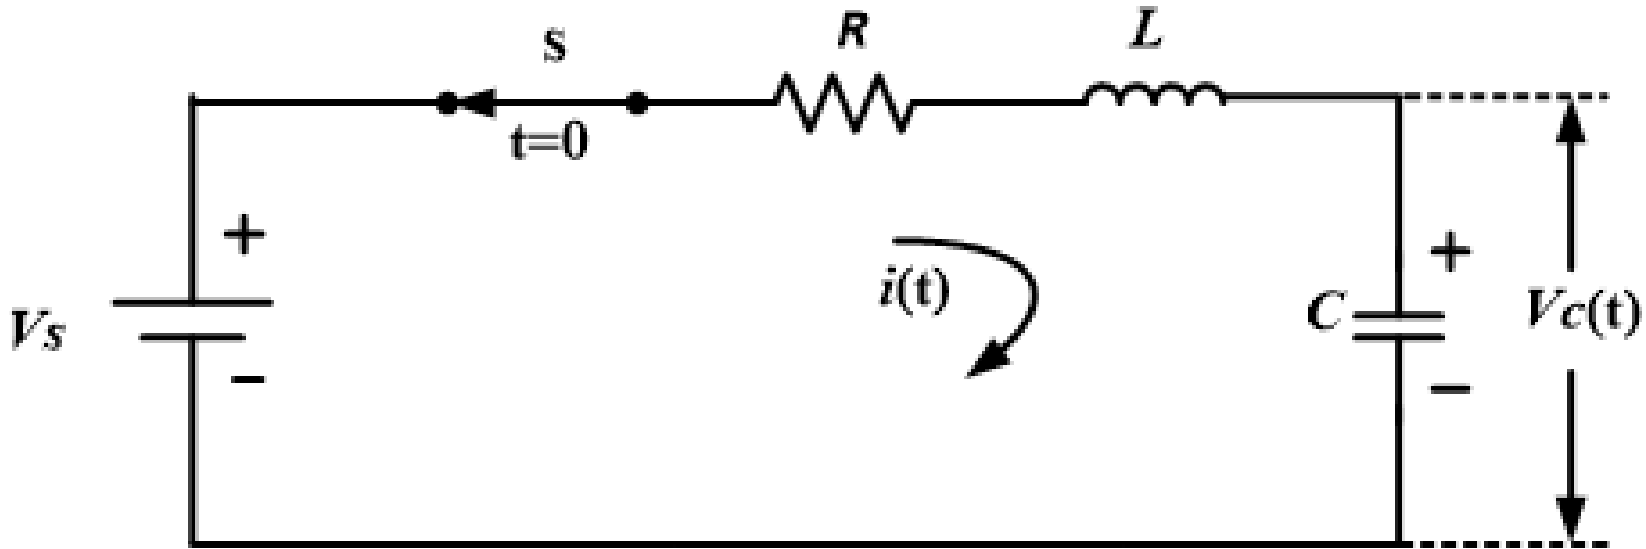 s
R
L
t=0
+
Vs
−
i(t)
+
C
Vc(t)
−